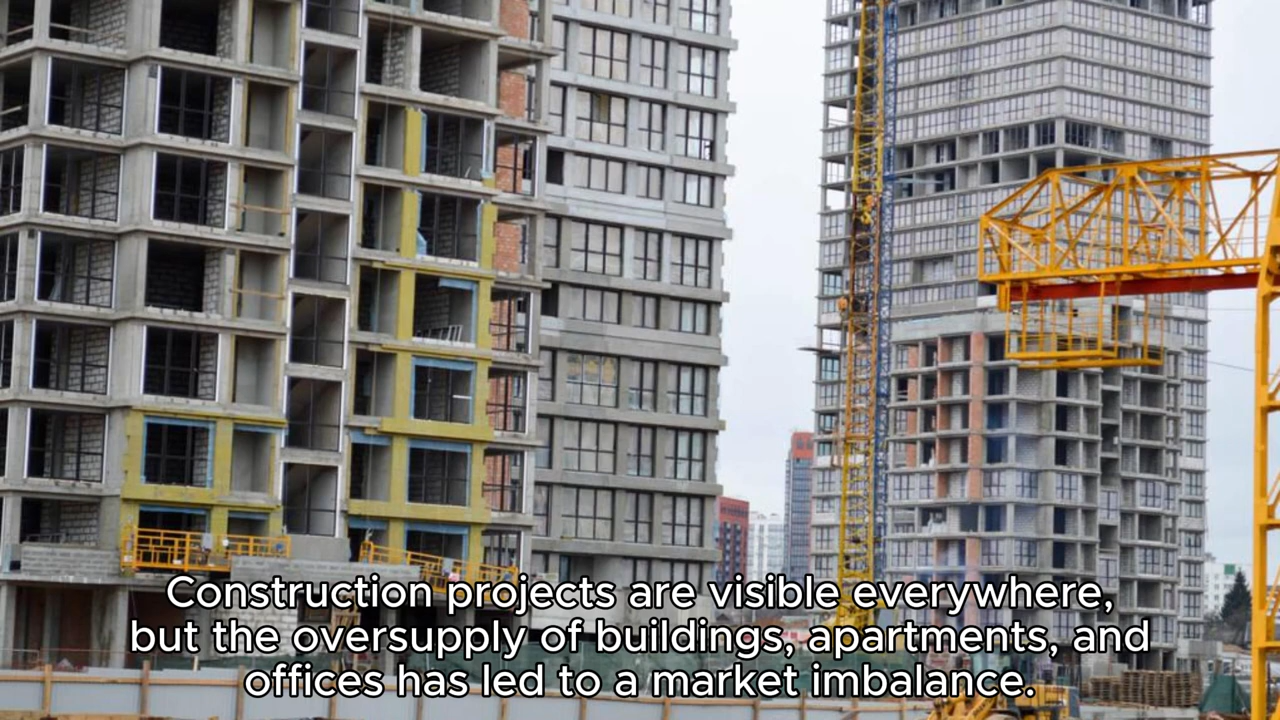 Construction projects are visible everywhere,
but the oversupply of buildings, apartments, and
offices has led to a market imbalance.